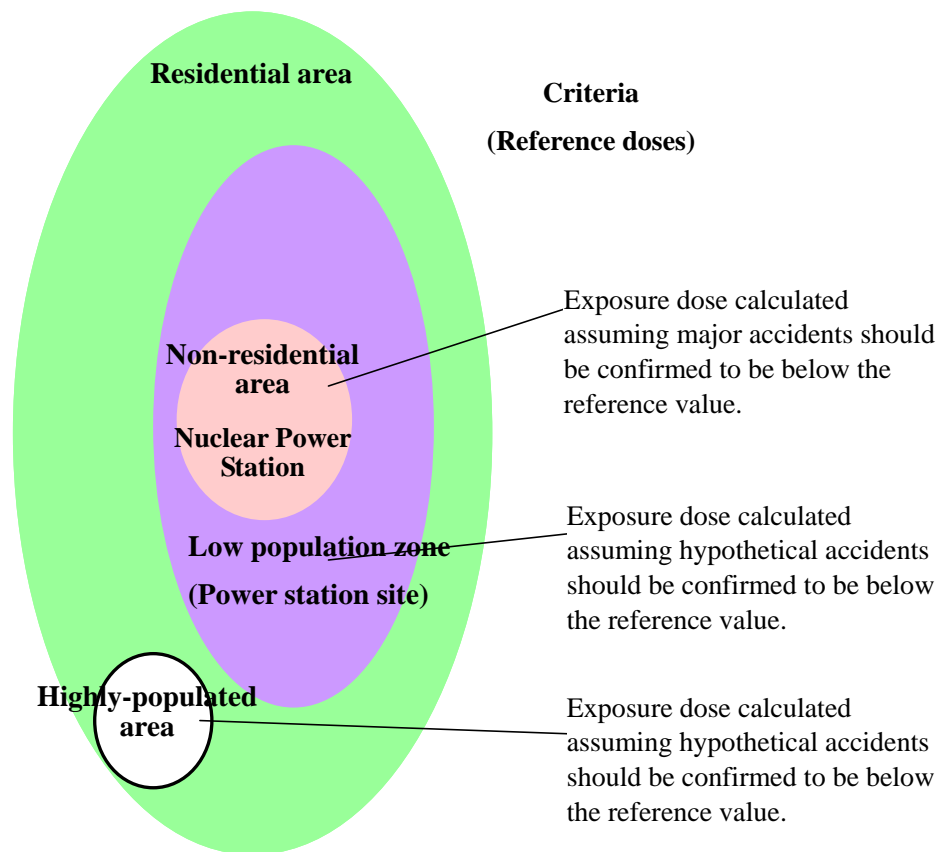 Residential area
Criteria
(Reference doses)
Non-residential
area
Nuclear Power
Station
Exposure dose calculated
assuming major accidents should
be confirmed to be below the
reference value.
Low population zone
(Power station site)
Exposure dose calculated
assuming hypothetical accidents
should be confirmed to be below
the reference value.
Highly-populated
area
Exposure dose calculated
assuming hypothetical accidents
should be confirmed to be below
the reference value.